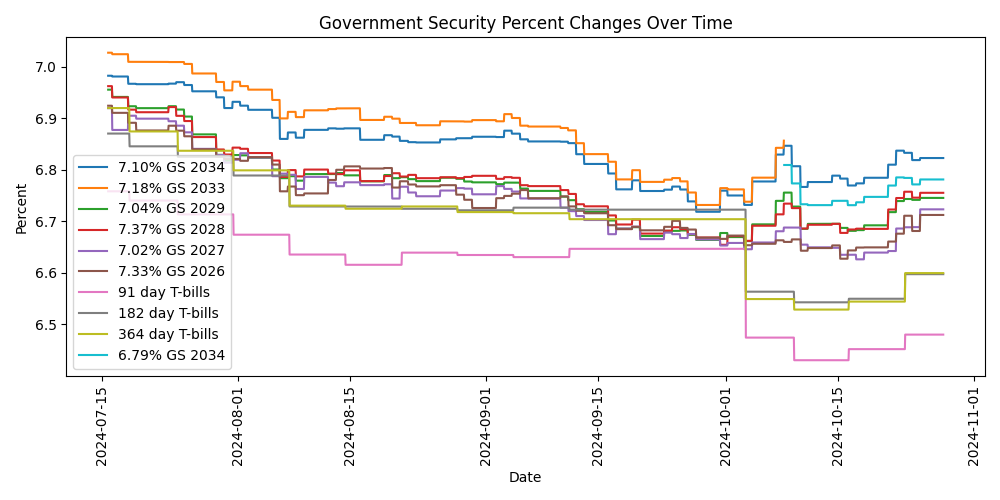 Government Security Percent Changes Over Time
Percent
7.0
6.9
6.8
6.7
6.6
6.5
7.10% GS 2034
7.18% GS 2033
7.04% GS 2029
7.37% GS 2028
7.02% GS 2027
7.33% GS 2026
91 day T-bills
182 day T-bills
364 day T-bills
6.79% GS 2034
2024-07-15
2024-08-01
2024-08-15
2024-09-01
2024-09-15
2024-10-01
2024-10-15
2024-11-01
Date